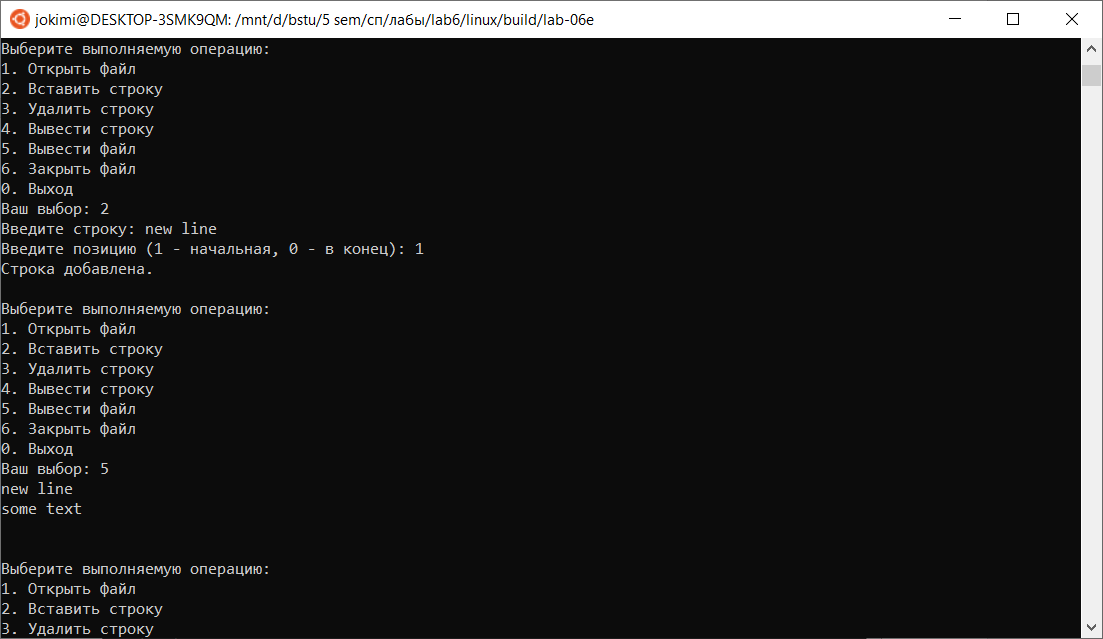 jokimi@DESKTOP-3SMK9QM: /mnt/d/bstu/5 sem/сп/лабы/lab6/linux/build/lab-06e
Выберите выполняемую операцию:
1. Открыть файл
2. Вставить строку
3. Удалить строку
4. Вывести строку
5. Вывести файл
6. Закрыть файл
0. Выход
Ваш выбор: 2
Введите строку: new line
Введите позицию (1 - начальная, 0 - в конец): 1
Строка добавлена.
Выберите выполняемую операцию:
1. Открыть файл
2. Вставить строку
3. Удалить строку
4. Вывести строку
5. Вывести файл
6. Закрыть файл
0. Выход
Ваш выбор: 5
new line
some text
Выберите выполняемую операцию:
1. Открыть файл
2. Вставить строку
3. Удалить строку